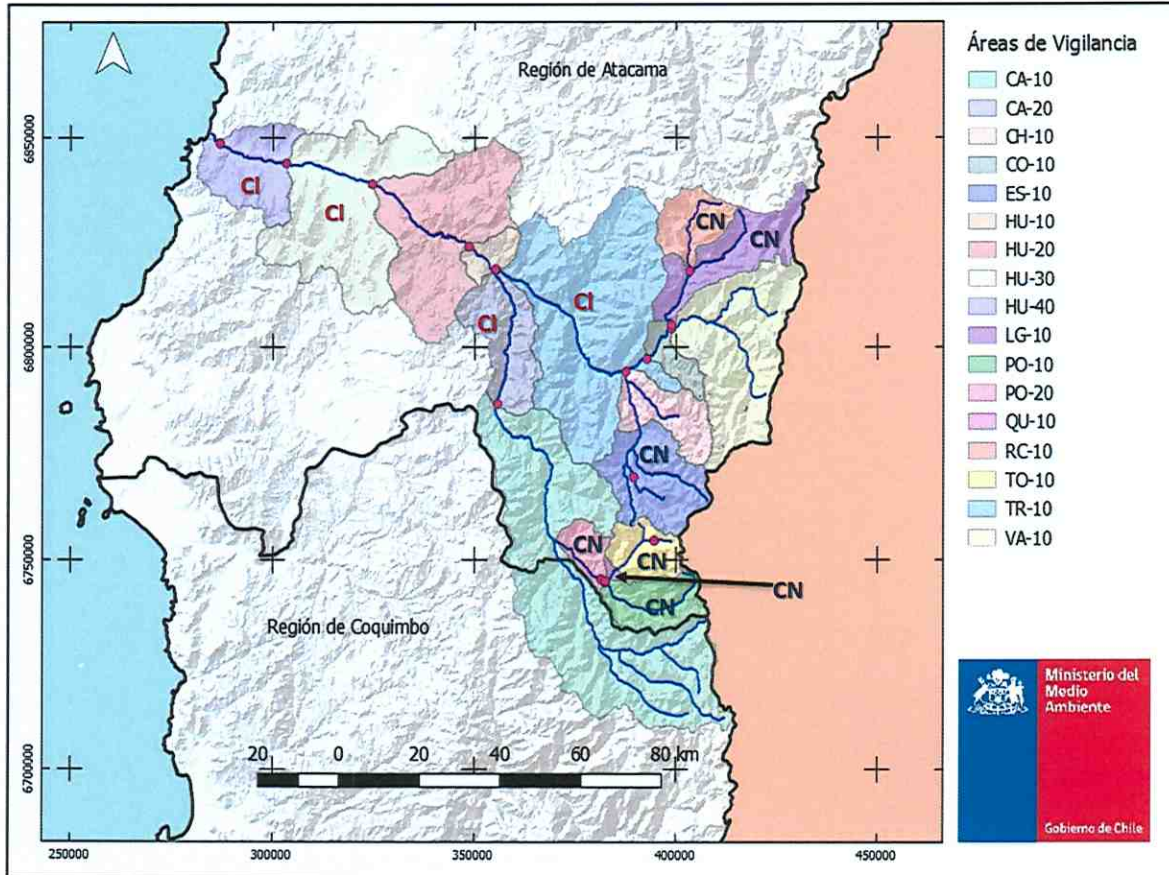 Áreas de Vigilancia
CA-10
CA-20
CH-10
CO-10
ES-10
HU-10
HU-20
HU-30
HU-40
LG-10
PO-10
PO-20
QU-10
RC-10
TO-10
TR-10
VA-10
Región de Atacama
CI
CI
CI
CI
CN
CN
CN
CN
CN
CN
CN
Región de Coquimbo
20 0 20 40 60 80 km
6850000
6800000
6750000
6700000
250000 300000 350000 400000 450000
Ministerio del
Medio
Ambiente
Gobierno de Chile